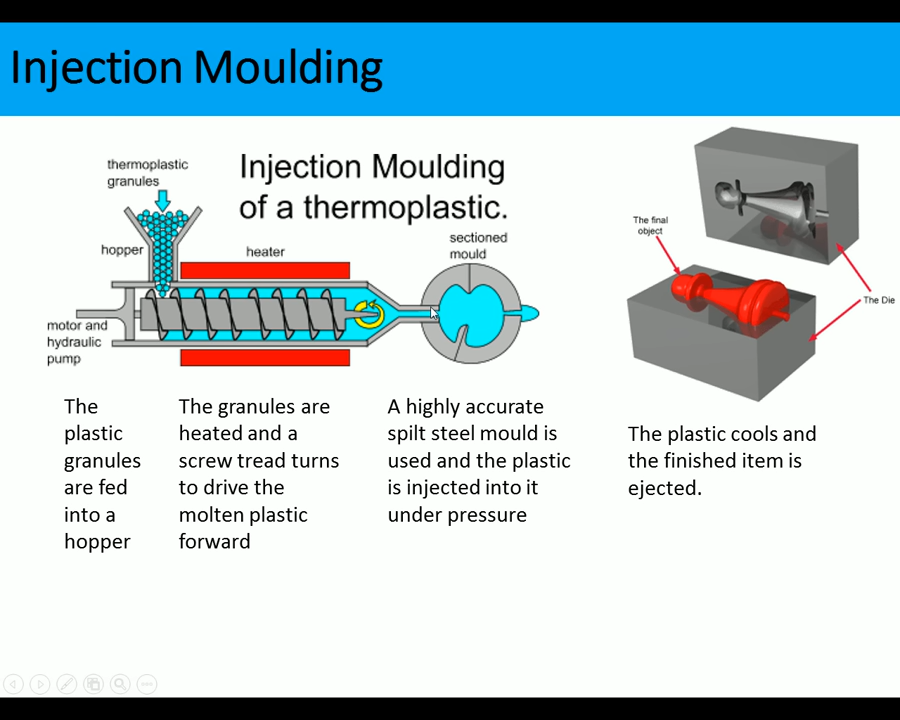 Injection Moulding
thermoplastic
granules
Injection Moulding
of a thermoplastic.
hopper
heater
sectioned
mould
motor and
hydraulic
pump
The final
object
The Die
The
plastic
granules
are fed
into a
hopper
The granules are
heated and a
screw tread turns
to drive the
molten plastic
forward
A highly accurate
spilt steel mould is
used and the plastic
is injected into it
under pressure
The plastic cools and
the finished item is
ejected.